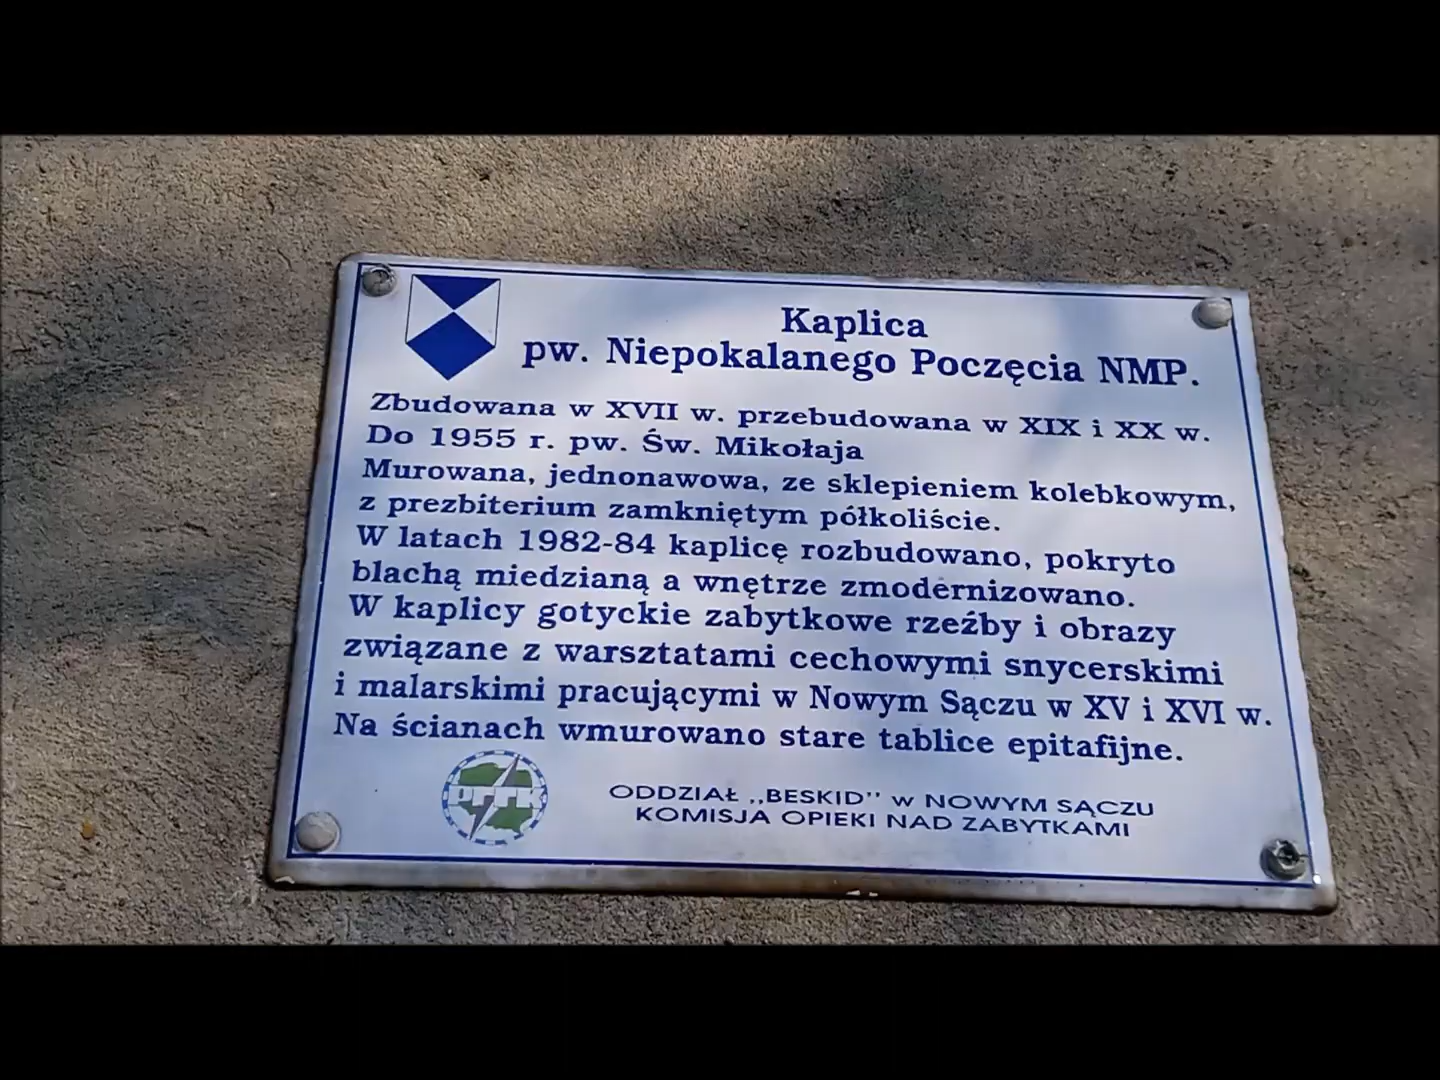 Kaplica
pw. Niepokalanego Poczęcia NMP.
Zbudowana w XVII w. przebudowana w XIX i XX w.
Do 1955 r. pw. Św. Mikołaja
Murowana, jednonawowa, ze sklepieniem kolebkowym,
z prezbiterium zamkniętym półkoliście.
W latach 1982-84 kaplicę rozbudowano, pokryto
blachą miedzianą a wnętrze zmodernizowano.
W kaplicy gotyckie zabytkowe rzeźby i obrazy
związane z warsztatami cechowymi snycerskimi
i malarskimi pracującymi w Nowym Sączu w XV i XVI w.
Na ścianach wmurowano stare tablice epitafijne.
PTTK
ODDZIAŁ ,,BESKID'' w NOWYM SĄCZU
KOMISJA OPIEKI NAD ZABYTKAMI